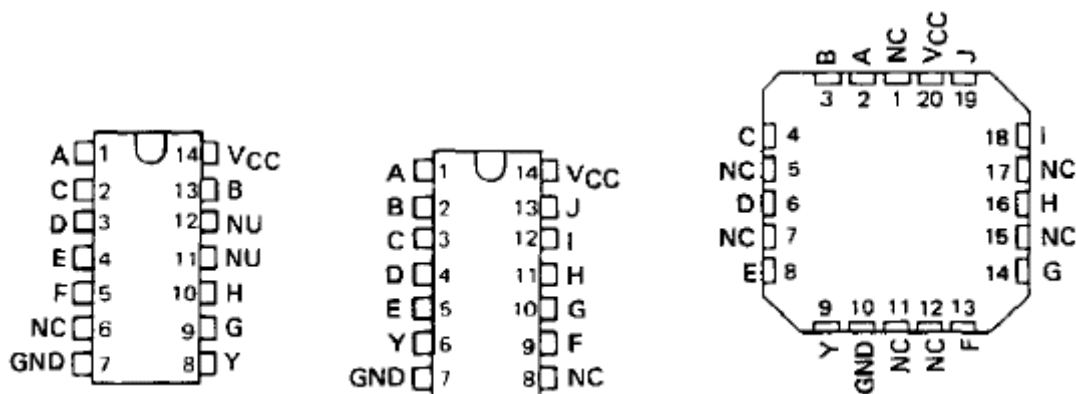 A 1 14 VCC
C 2 13 B
D 3 12 NU
E 4 11 NU
F 5 10 H
NC 6 9 G
GND 7 8 Y
A 1 14 VCC
B 2 13 J
C 3 12 I
D 4 11 H
E 5 10 G
Y 6 9 F
GND 7 8 NC
B A NC VCC J
3 2 1 20 19
C 4 18 I
NC 5 17 NC
D 6 16 H
NC 7 15 NC
E 8 14 G
9 10 11 12 13
Y GND NC NC F